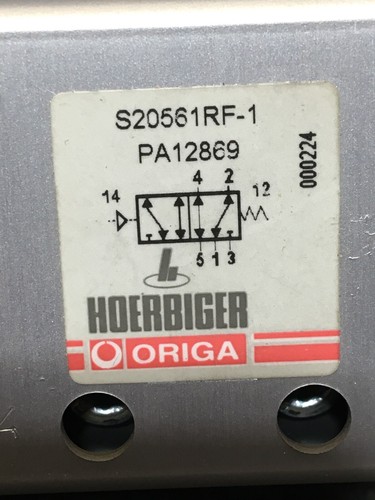 S20561RF-1
PA12869
000224
4 2
14 12
5 1 3
HOERBIGER
ORIGA